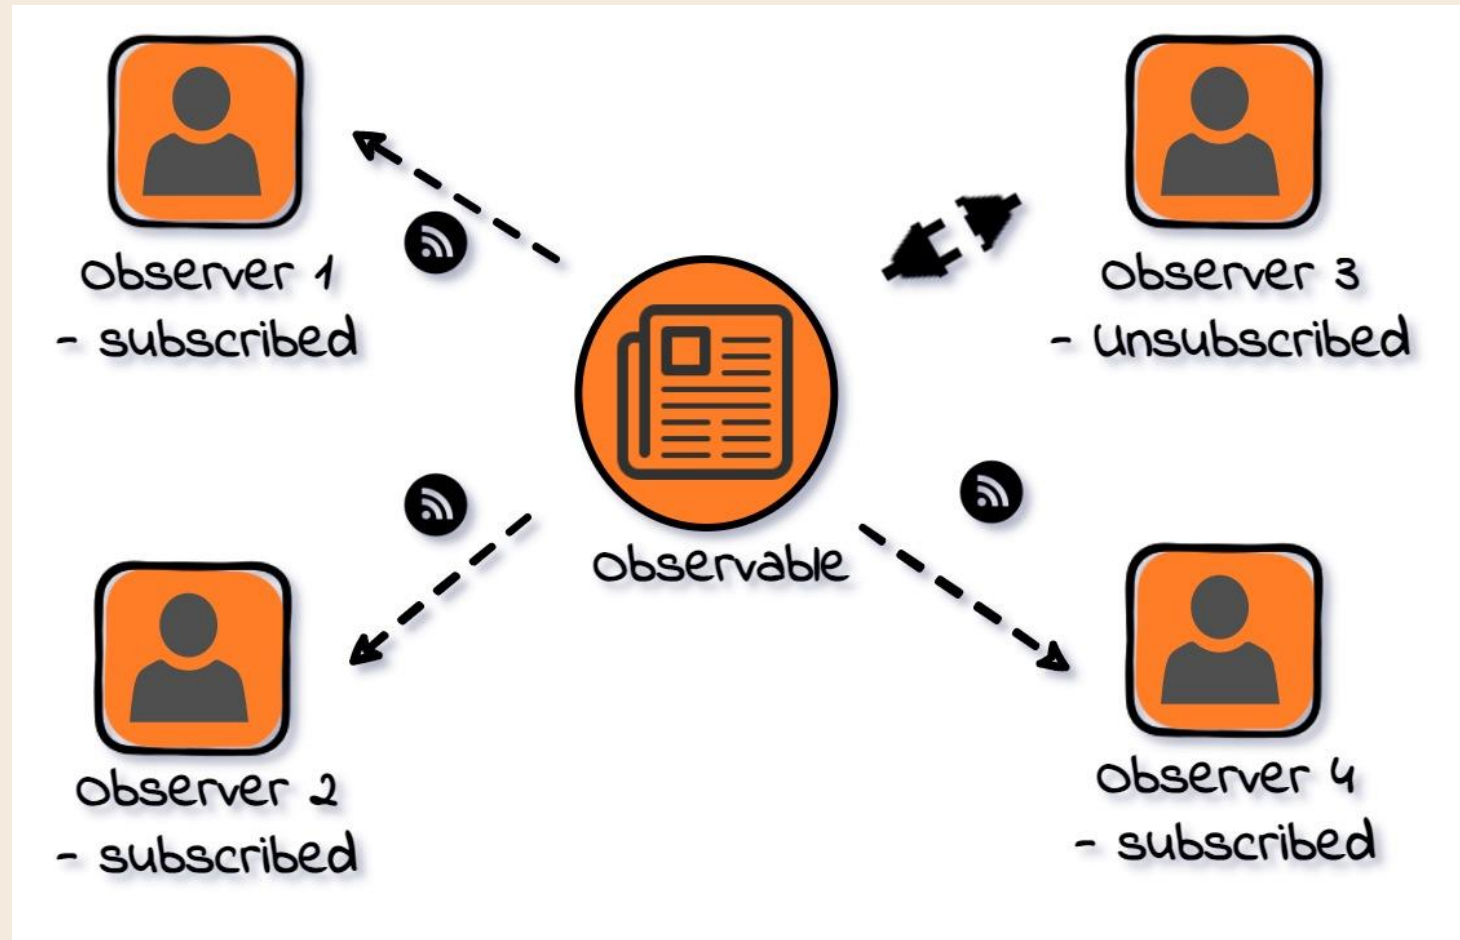 Observer 1
- subscribed
Observer 3
- Unsubscribed
Observable
Observer 2
- subscribed
Observer 4
- subscribed